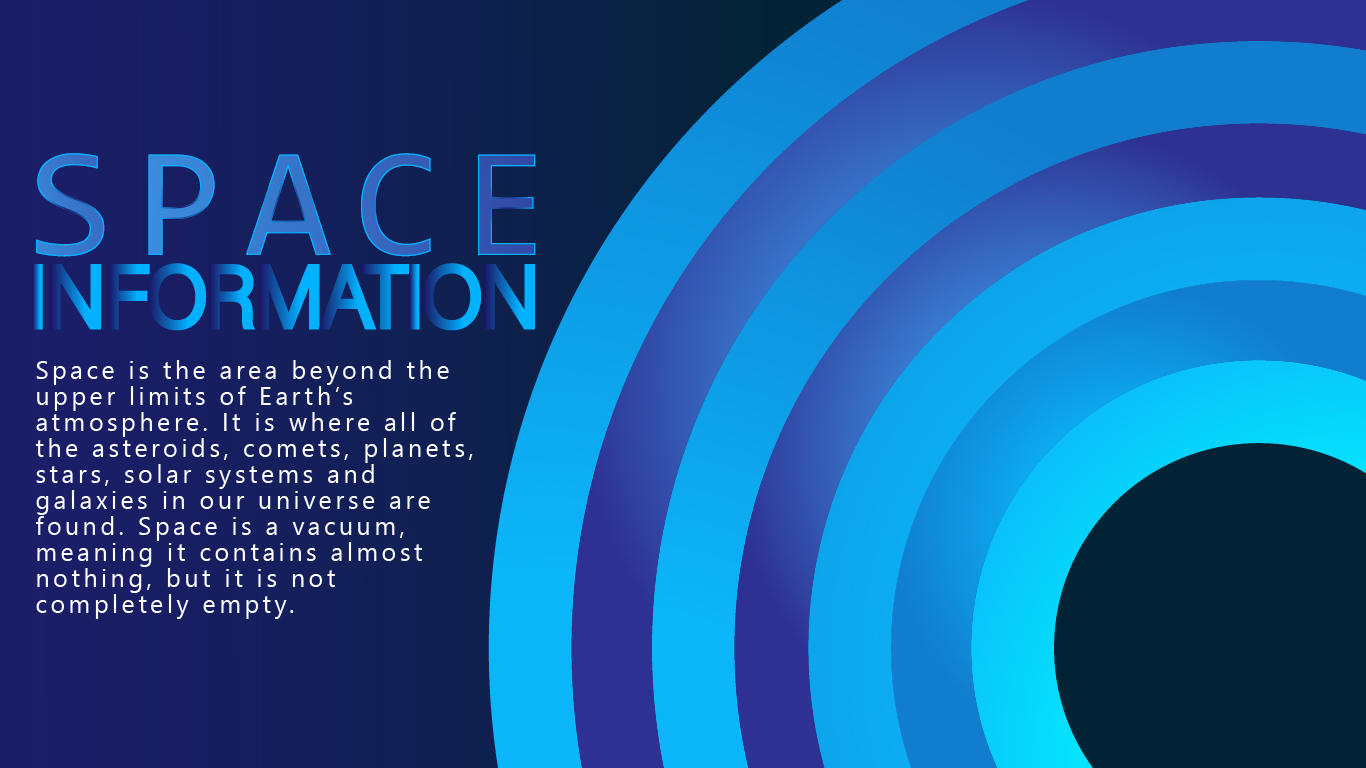 SPACE
INFORMATION
Space is the area beyond the
upper limits of Earth’s
atmosphere. It is where all of
the asteroids, comets, planets,
stars, solar systems and
galaxies in our universe are
found. Space is a vacuum,
meaning it contains almost
nothing, but it is not
completely empty.